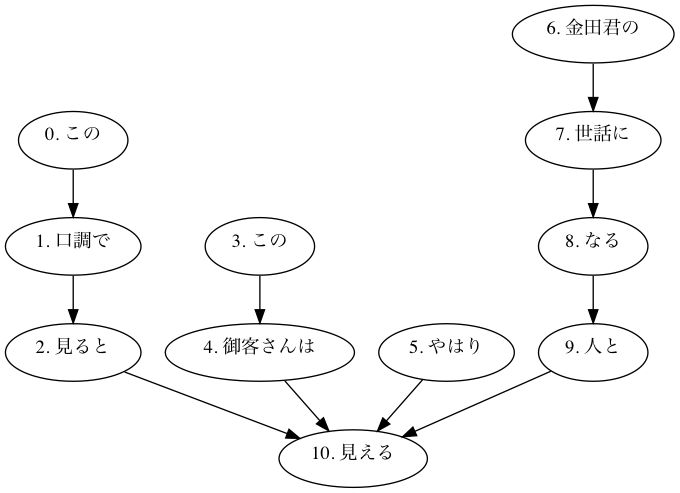 6. 金田君の
0. この
7. 世話に
1. 口調で
3. この
8. なる
2. 見ると
4. 御客さんは
5. やはり
9. 人と
10. 見える